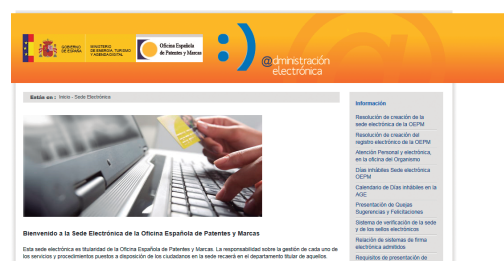 GOBIERNO
DE ESPAÑA
MINISTERIO
DE ENERGÍA, TURISMO
Y AGENDA DIGITAL
Oficina Española
de Patentes y Marcas
:)
@dministración
electrónica
Estás en : Inicio - Sede Electrónica
Bienvenido a la Sede Electrónica de la Oficina Española de Patentes y Marcas
Esta sede electrónica es titularidad de la Oficina Española de Patentes y Marcas. La responsabilidad sobre la gestión de cada uno de
los servicios y procedimientos puestos a disposición de los ciudadanos en la sede recaerá en el departamento titular de aquellos
Información
Resolución de creación de la
sede electrónica de la OEPM
Resolución de creación del
registro electrónico de la OEPM
Atención Personal y electrónica,
en la oficina del Organismo
Días inhábiles Sede electrónica
OEPM
Calendario de Días inhábiles en la
AGE
Presentación de Quejas
Sugerencias y Felicitaciones
Sistema de verificación de la sede
y de los sellos electrónicos
Relación de sistemas de firma
electrónica admitidos
Requisitos de presentación de